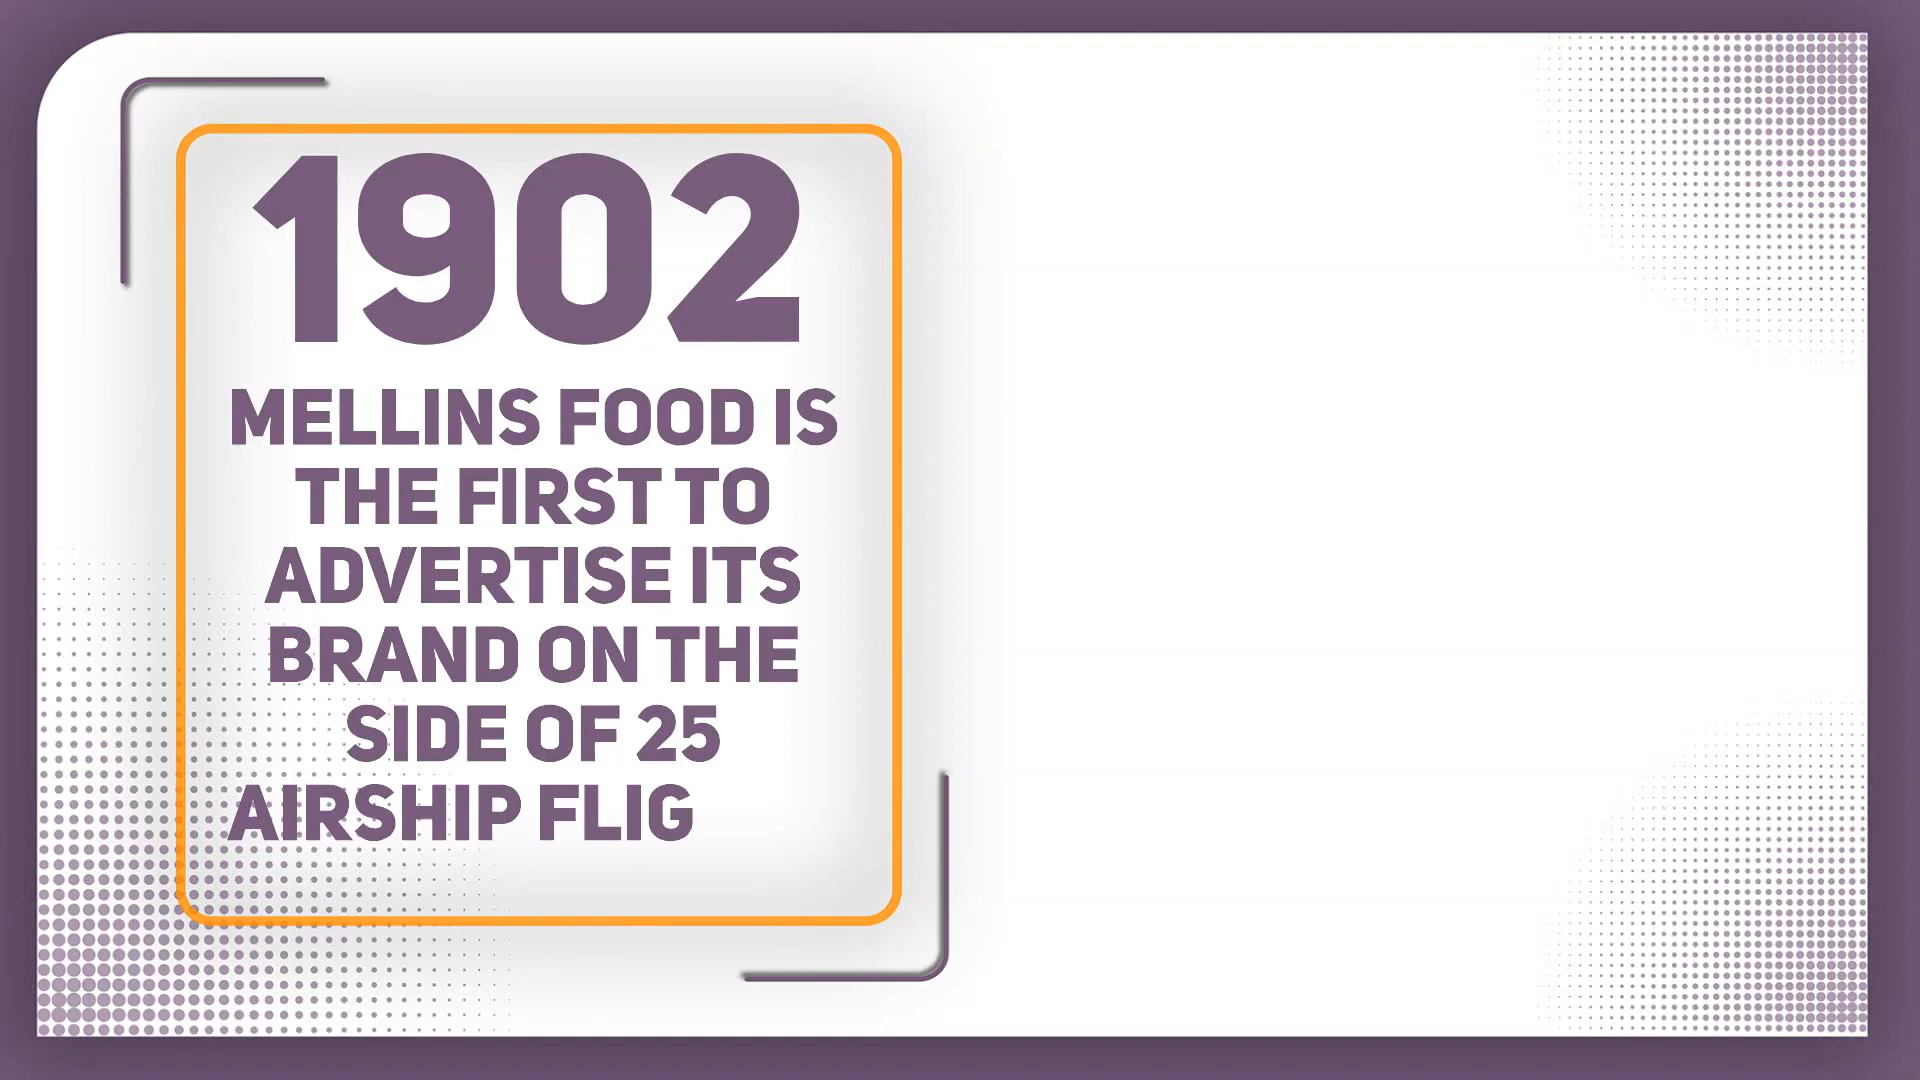 1902
MELLINS FOOD IS
THE FIRST TO
ADVERTISE ITS
BRAND ON THE
SIDE OF 25
AIRSHIP FLIG